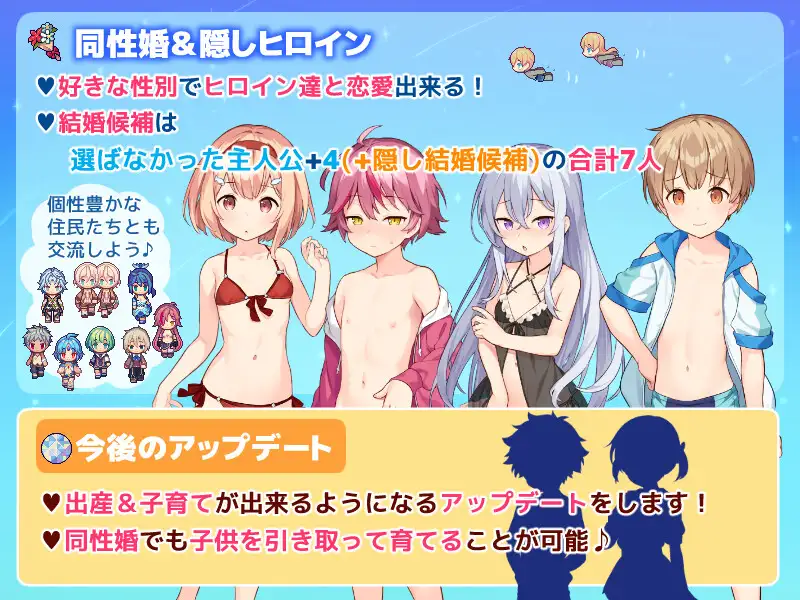 同性婚＆隠しヒロイン
♥好きな性別でヒロイン達と恋愛出来る！
♥結婚候補は
選ばなかった主人公+4(+隠し結婚候補)の合計7人
個性豊かな
住民たちとも
交流しよう♪
今後のアップデート
♥出産＆子育てが出来るようになるアップデートをします！
♥同性婚でも子供を引き取って育てることが可能♪